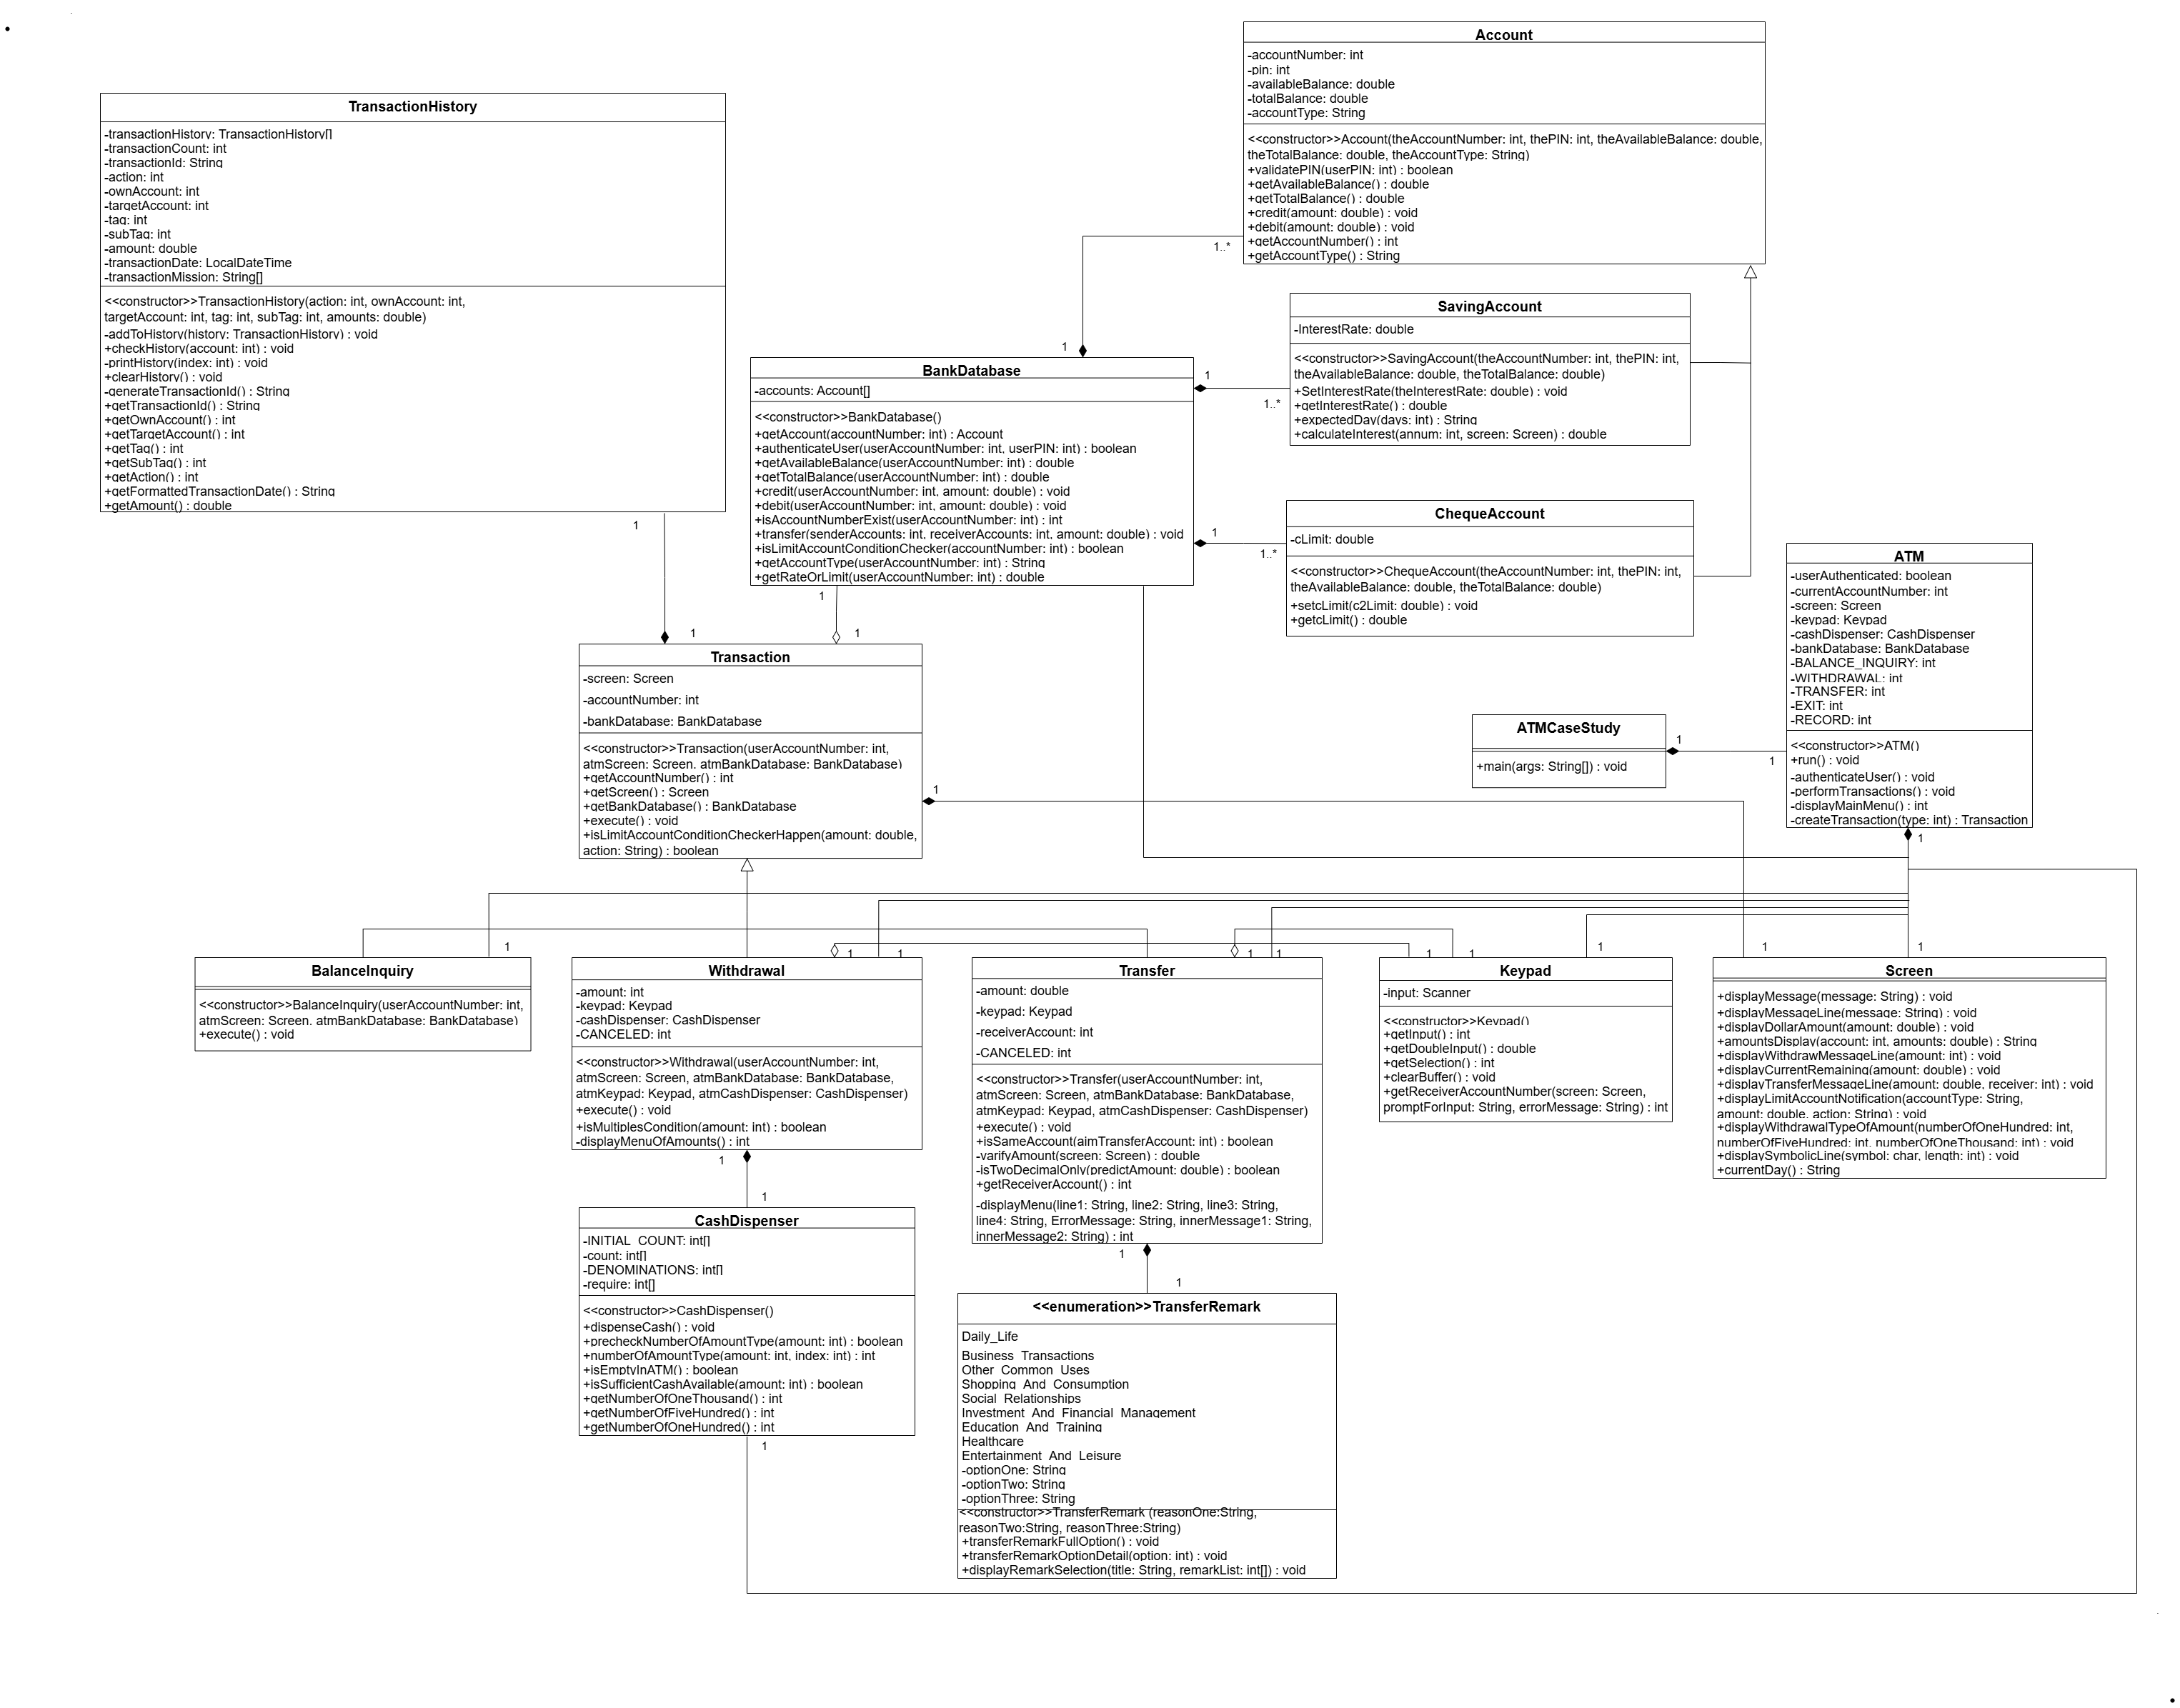 Account
-accountNumber: int
-pin: int
-availableBalance: double
-totalBalance: double
-accountType: String
<<constructor>>Account(theAccountNumber: int, thePIN: int, theAvailableBalance: double,
theTotalBalance: double, theAccountType: String)
+validatePIN(userPIN: int) : boolean
+getAvailableBalance() : double
+getTotalBalance() : double
+credit(amount: double) : void
+debit(amount: double) : void
+getAccountNumber() : int
+getAccountType() : String
TransactionHistory
-transactionHistory: TransactionHistory[]
-transactionCount: int
-transactionId: String
-action: int
-ownAccount: int
-targetAccount: int
-tag: int
-subTag: int
-amount: double
-transactionDate: LocalDateTime
-transactionMission: String[]
<<constructor>>TransactionHistory(action: int, ownAccount: int,
targetAccount: int, tag: int, subTag: int, amounts: double)
-addToHistory(history: TransactionHistory) : void
+checkHistory(account: int) : void
-printHistory(index: int) : void
+clearHistory() : void
-generateTransactionId() : String
+getTransactionId() : String
+getOwnAccount() : int
+getTargetAccount() : int
+getTag() : int
+getSubTag() : int
+getAction() : int
+getFormattedTransactionDate() : String
+getAmount() : double
1
1
1..*
1
SavingAccount
-InterestRate: double
<<constructor>>SavingAccount(theAccountNumber: int, thePIN: int,
theAvailableBalance: double, theTotalBalance: double)
+SetInterestRate(theInterestRate: double) : void
+getInterestRate() : double
+expectedDay(days: int) : String
+calculateInterest(annum: int, screen: Screen) : double
BankDatabase
-accounts: Account[]
<<constructor>>BankDatabase()
+getAccount(accountNumber: int) : Account
+authenticateUser(userAccountNumber: int, userPIN: int) : boolean
+getAvailableBalance(userAccountNumber: int) : double
+getTotalBalance(userAccountNumber: int) : double
+credit(userAccountNumber: int, amount: double) : void
+debit(userAccountNumber: int, amount: double) : void
+isAccountNumberExist(userAccountNumber: int) : int
+transfer(senderAccounts: int, receiverAccounts: int, amount: double) : void
+isLimitAccountConditionChecker(accountNumber: int) : boolean
+getAccountType(userAccountNumber: int) : String
+getRateOrLimit(userAccountNumber: int) : double
1
1..*
1
1..*
1
1
ChequeAccount
-cLimit: double
<<constructor>>ChequeAccount(theAccountNumber: int, thePIN: int,
theAvailableBalance: double, theTotalBalance: double)
+setcLimit(c2Limit: double) : void
+getcLimit() : double
ATM
-userAuthenticated: boolean
-currentAccountNumber: int
-screen: Screen
-keypad: Keypad
-cashDispenser: CashDispenser
-bankDatabase: BankDatabase
-BALANCE_INQUIRY: int
-WITHDRAWAL: int
-TRANSFER: int
-EXIT: int
-RECORD: int
<<constructor>>ATM()
+run() : void
-authenticateUser() : void
-performTransactions() : void
-displayMainMenu() : int
-createTransaction(type: int) : Transaction
Transaction
-screen: Screen
-accountNumber: int
-bankDatabase: BankDatabase
<<constructor>>Transaction(userAccountNumber: int,
atmScreen: Screen, atmBankDatabase: BankDatabase)
+getAccountNumber() : int
+getScreen() : Screen
+getBankDatabase() : BankDatabase
+execute() : void
+isLimitAccountConditionCheckerHappen(amount: double,
action: String) : boolean
ATMCaseStudy
+main(args: String[]) : void
1
1
1
1
1
1
1
1
1
1
1
1
1
1
BalanceInquiry
<<constructor>>BalanceInquiry(userAccountNumber: int,
atmScreen: Screen, atmBankDatabase: BankDatabase)
+execute() : void
Withdrawal
-amount: int
-keypad: Keypad
-cashDispenser: CashDispenser
-CANCELED: int
<<constructor>>Withdrawal(userAccountNumber: int,
atmScreen: Screen, atmBankDatabase: BankDatabase,
atmKeypad: Keypad, atmCashDispenser: CashDispenser)
+execute() : void
+isMultiplesCondition(amount: int) : boolean
-displayMenuOfAmounts() : int
Transfer
-amount: double
-keypad: Keypad
-receiverAccount: int
-CANCELED: int
<<constructor>>Transfer(userAccountNumber: int,
atmScreen: Screen, atmBankDatabase: BankDatabase,
atmKeypad: Keypad, atmCashDispenser: CashDispenser)
+execute() : void
+isSameAccount(aimTransferAccount: int) : boolean
-varifyAmount(screen: Screen) : double
-isTwoDecimalOnly(predictAmount: double) : boolean
+getReceiverAccount() : int
-displayMenu(line1: String, line2: String, line3: String,
line4: String, ErrorMessage: String, innerMessage1: String,
innerMessage2: String) : int
Keypad
-input: Scanner
<<constructor>>Keypad()
+getInput() : int
+getDoubleInput() : double
+getSelection() : int
+clearBuffer() : void
+getReceiverAccountNumber(screen: Screen,
promptForInput: String, errorMessage: String) : int
Screen
+displayMessage(message: String) : void
+displayMessageLine(message: String) : void
+displayDollarAmount(amount: double) : void
+amountsDisplay(account: int, amounts: double) : String
+displayWithdrawMessageLine(amount: int) : void
+displayCurrentRemaining(amount: double) : void
+displayTransferMessageLine(amount: double, receiver: int) : void
+displayLimitAccountNotification(accountType: String,
amount: double, action: String) : void
+displayWithdrawalTypeOfAmount(numberOfOneHundred: int,
numberOfFiveHundred: int, numberOfOneThousand: int) : void
+displaySymbolicLine(symbol: char, length: int) : void
+currentDay() : String
1
1
CashDispenser
-INITIAL_COUNT: int[]
-count: int[]
-DENOMINATIONS: int[]
-require: int[]
<<constructor>>CashDispenser()
+dispenseCash() : void
+precheckNumberOfAmountType(amount: int) : boolean
+numberOfAmountType(amount: int, index: int) : int
+isEmptyInATM() : boolean
+isSufficientCashAvailable(amount: int) : boolean
+getNumberOfOneThousand() : int
+getNumberOfFiveHundred() : int
+getNumberOfOneHundred() : int
1
1
1
<<enumeration>>TransferRemark
Daily_Life
Business_Transactions
Other_Common_Uses
Shopping_And_Consumption
Social_Relationships
Investment_And_Financial_Management
Education_And_Training
Healthcare
Entertainment_And_Leisure
-optionOne: String
-optionTwo: String
-optionThree: String
<<constructor>>TransferRemark (reasonOne:String,
reasonTwo:String, reasonThree:String)
+transferRemarkFullOption() : void
+transferRemarkOptionDetail(option: int) : void
+displayRemarkSelection(title: String, remarkList: int[]) : void